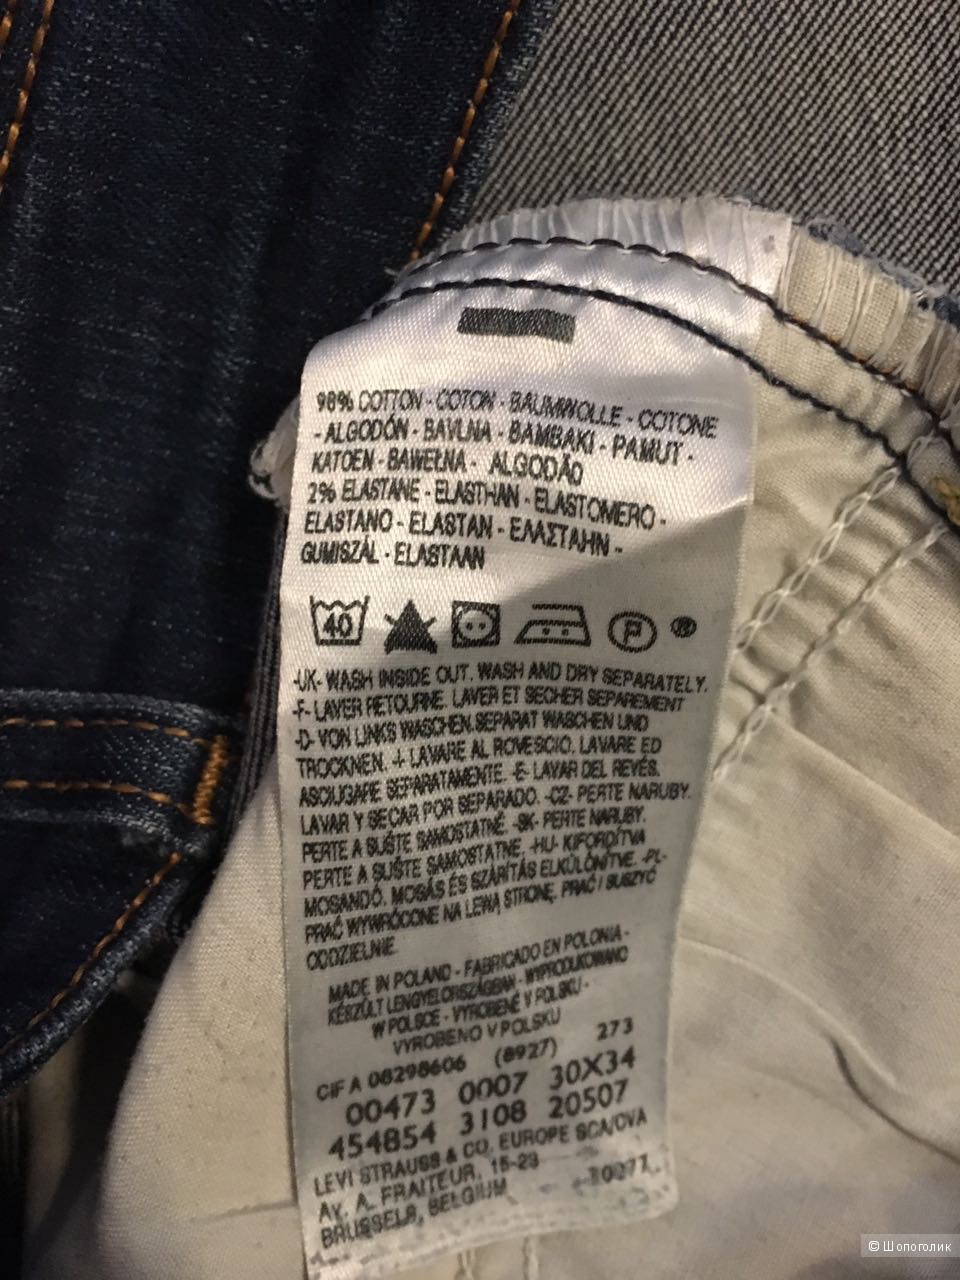 98% COTTON - COTON - BAUMWOLLE - COTONE
- ALGODÓN - BAVLNA - BAMBAKI - PAMUT -
KATOEN - BAWEŁNA - ALGODÃO
2% ELASTANE - ELASTHAN - ELASTOMERO -
ELASTANO - ELASTAN - ΕΛΑΣΤΑΗΝ -
GUMISZÁL - ELASTAAN
40 P ®
-UK- WASH INSIDE OUT. WASH AND DRY SEPARATELY.
-F- LAVER RETOURNE. LAVER ET SECHER SEPAREMENT
-D- VON LINKS WASCHEN.SEPARAT WASCHEN UND
TROCKNEN. -I- LAVARE AL ROVESCIO. LAVARE ED
ASCIUGARE SEPARATAMENTE. -E- LAVAR DEL REVÉS.
LAVAR Y SECAR POR SEPARADO. -CZ- PERTE NARUBY.
PERTE A SUŠTE SAMOSTATNĚ. -SK- PERTE NARUBY.
PERTE A SUŠTE SAMOSTATNE. -HU- KIFORDÍTVA
MOSANDÓ. MOSÁS ÉS SZÁRÍTÁS ELKÜLÖNÍTVE. -PL-
PRAĆ WYWRÓCONE NA LEWĄ STRONĘ. PRAĆ I SUSZYĆ
ODDZIELNIE.
MADE IN POLAND - FABRICADO EN POLONIA -
KÉSZÜLT LENGYELORSZÁGBAN - WYPRODUKOWANO
W POLSCE - VYROBENÉ V POLSKU -
VYROBENO V POLSKU
CIF A 08298606 (8927) 273
00473 0007 30X34
454854 3108 20507
LEVI STRAUSS & CO. EUROPE SCA/CVA
AV. A. FRAITEUR, 15-23
BRUSSELS, BELGIUM
© Шопоголик